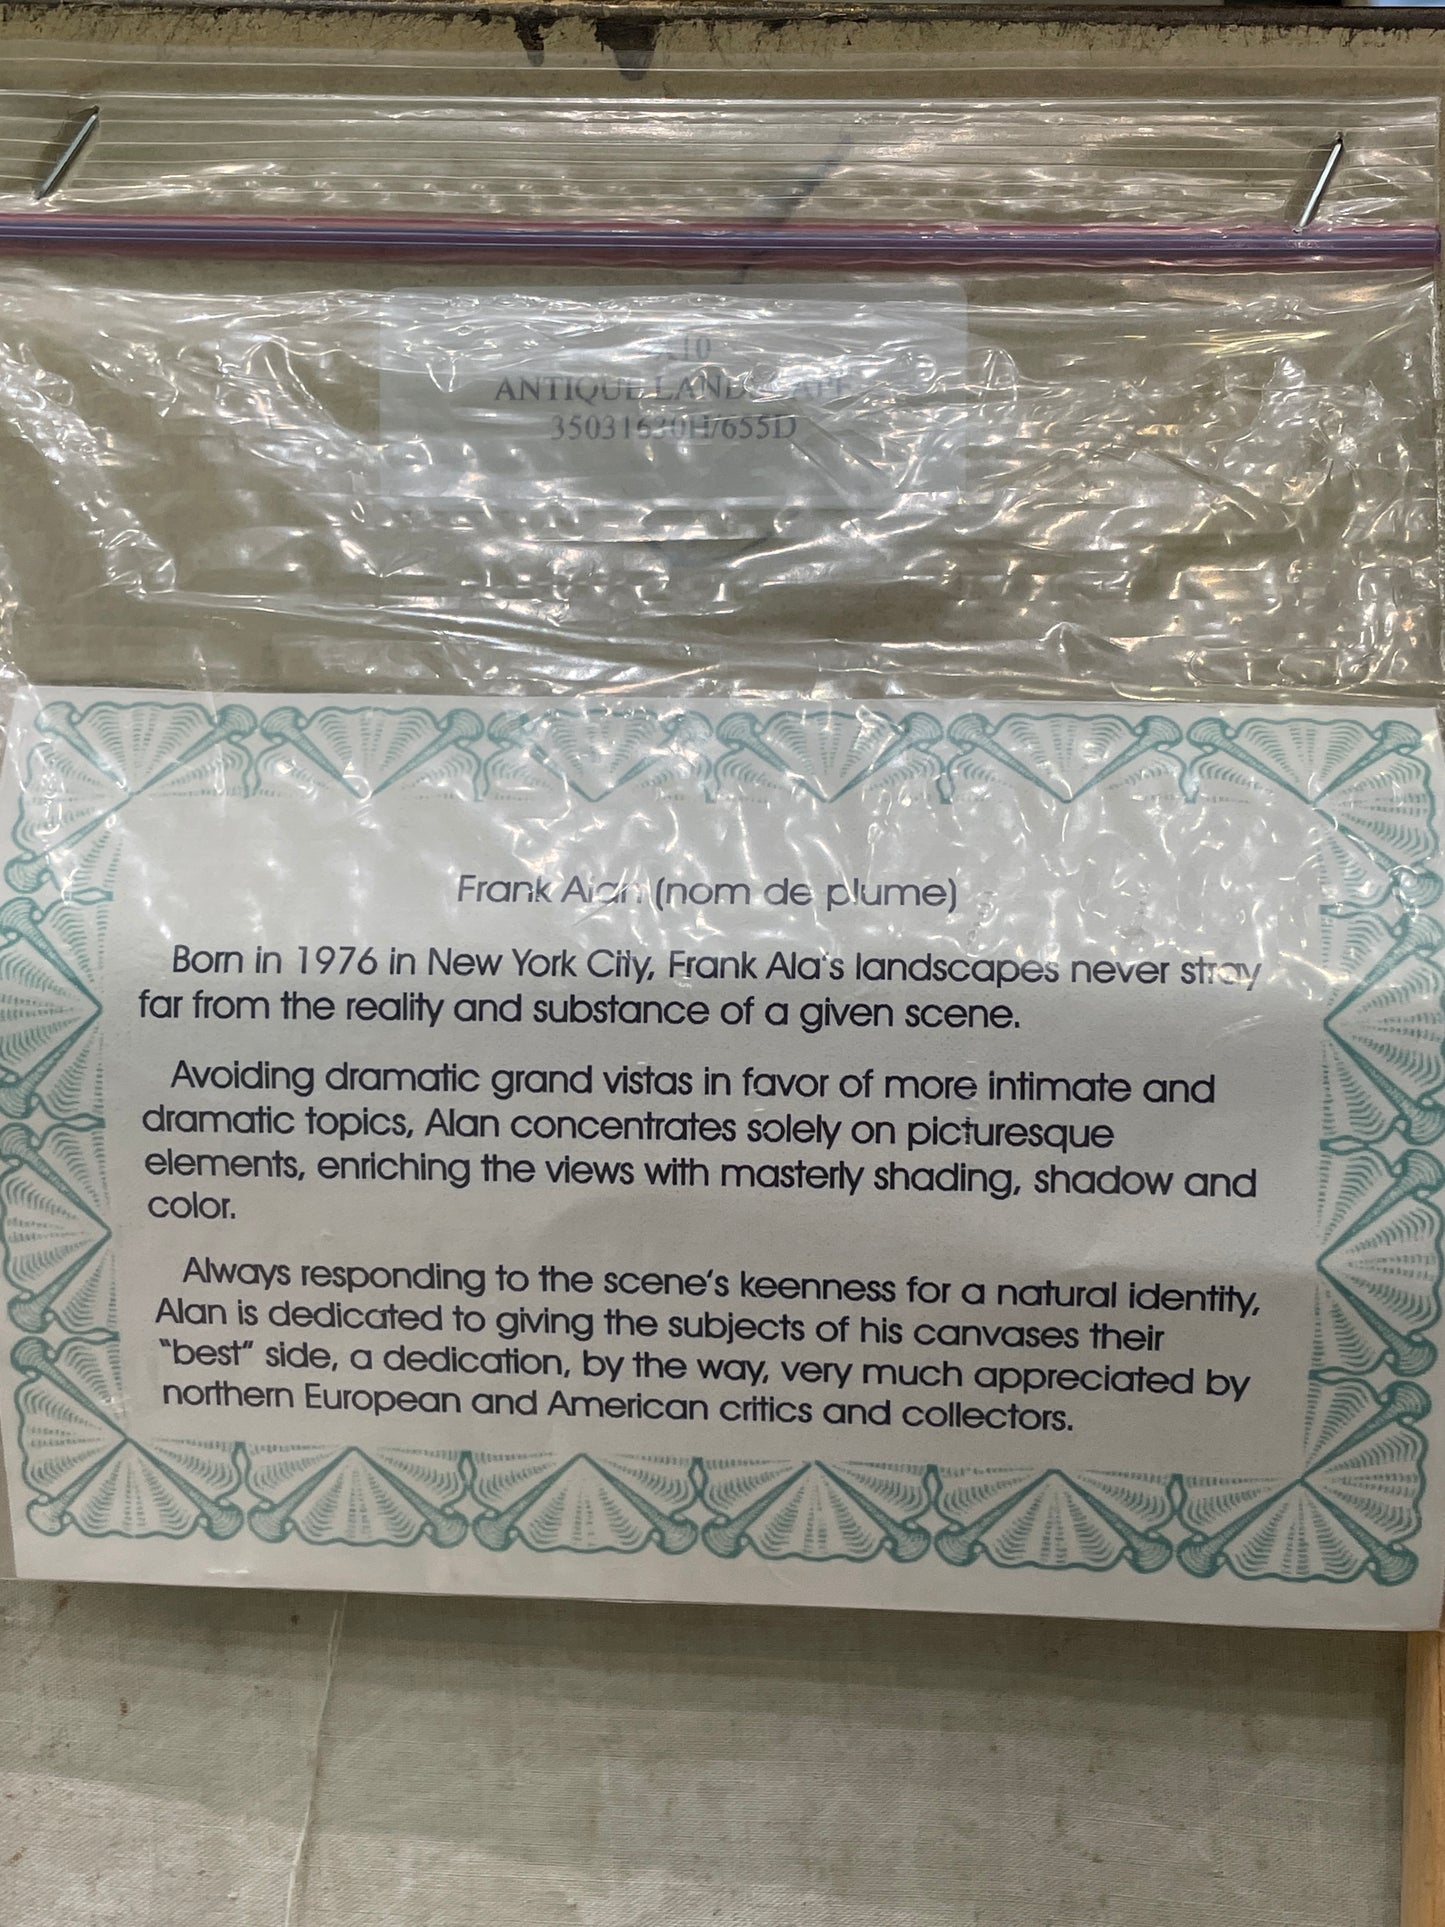 ANTIQUE LANDSCAPE
Frank Alan (nom de plume)
Born in 1976 in New York City, Frank Ala's landscapes never stray
far from the reality and substance of a given scene.
Avoiding dramatic grand vistas in favor of more intimate and
dramatic topics, Alan concentrates solely on picturesque
elements, enriching the views with masterly shading, shadow and
color.
Always responding to the scene's keenness for a natural identity,
Alan is dedicated to giving the subjects of his canvases their
"best" side, a dedication, by the way, very much appreciated by
northern European and American critics and collectors.